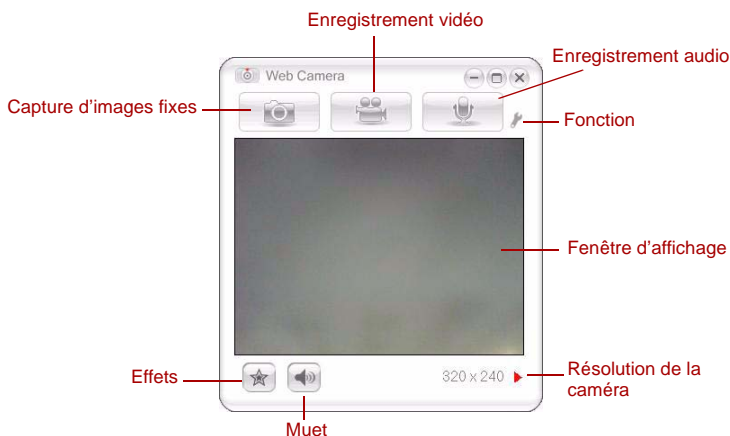 Enregistrement vidéo
Enregistrement audio
Web Camera
Capture d'images fixes
Fonction
Fenêtre d'affichage
Effets
320 x 240
Résolution de la
caméra
Muet